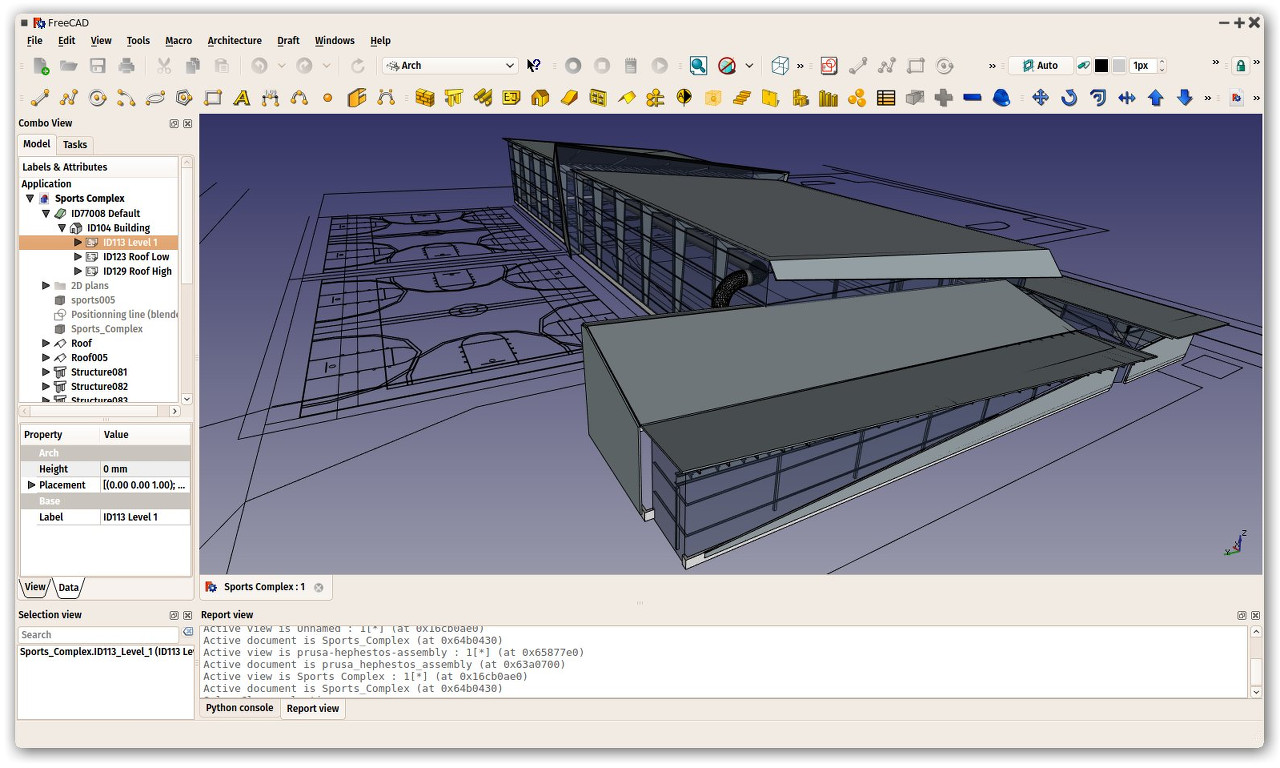 FreeCAD
File Edit View Tools Macro Architecture Draft Windows Help
Arch
Auto
1px
Combo View
Model Tasks
Labels & Attributes
Application
Sports Complex
ID77008 Default
ID104 Building
ID113 Level 1
ID123 Roof Low
ID129 Roof High
2D plans
sports005
Positionning line (blende
Sports_Complex
Roof
Roof005
Structure081
Structure082
Structure083
Property Value
Arch
Height 0 mm
Placement [(0.00 0.00 1.00); ...
Base
Label ID113 Level 1
View Data
Sports Complex : 1
Selection view
Search
Sports_Complex.ID113_Level_1 (ID113 Le
Report view
Active view is Unnamed : 1[*] (at 0x16cb0ae0)
Active document is Sports_Complex (at 0x64b0430)
Active view is prusa-hephestos-assembly : 1[*] (at 0x65877e0)
Active document is prusa_hephestos_assembly (at 0x63a0700)
Active view is Sports Complex : 1[*] (at 0x16cb0ae0)
Active document is Sports_Complex (at 0x64b0430)
Python console Report view
Z
Y